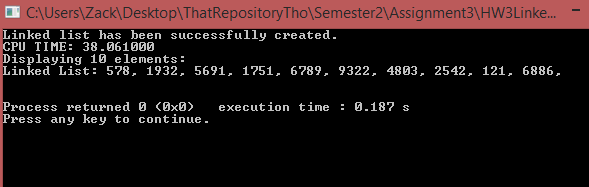 C:\Users\Zack\Desktop\ThatRepositoryTho\Semester2\Assignment3\HW3Linke...
Linked list has been successfully created.
CPU TIME: 38.061000
Displaying 10 elements:
Linked List: 578, 1932, 5691, 1751, 6789, 9322, 4803, 2542, 121, 6886,
Process returned 0 (0x0)   execution time : 0.187 s
Press any key to continue.